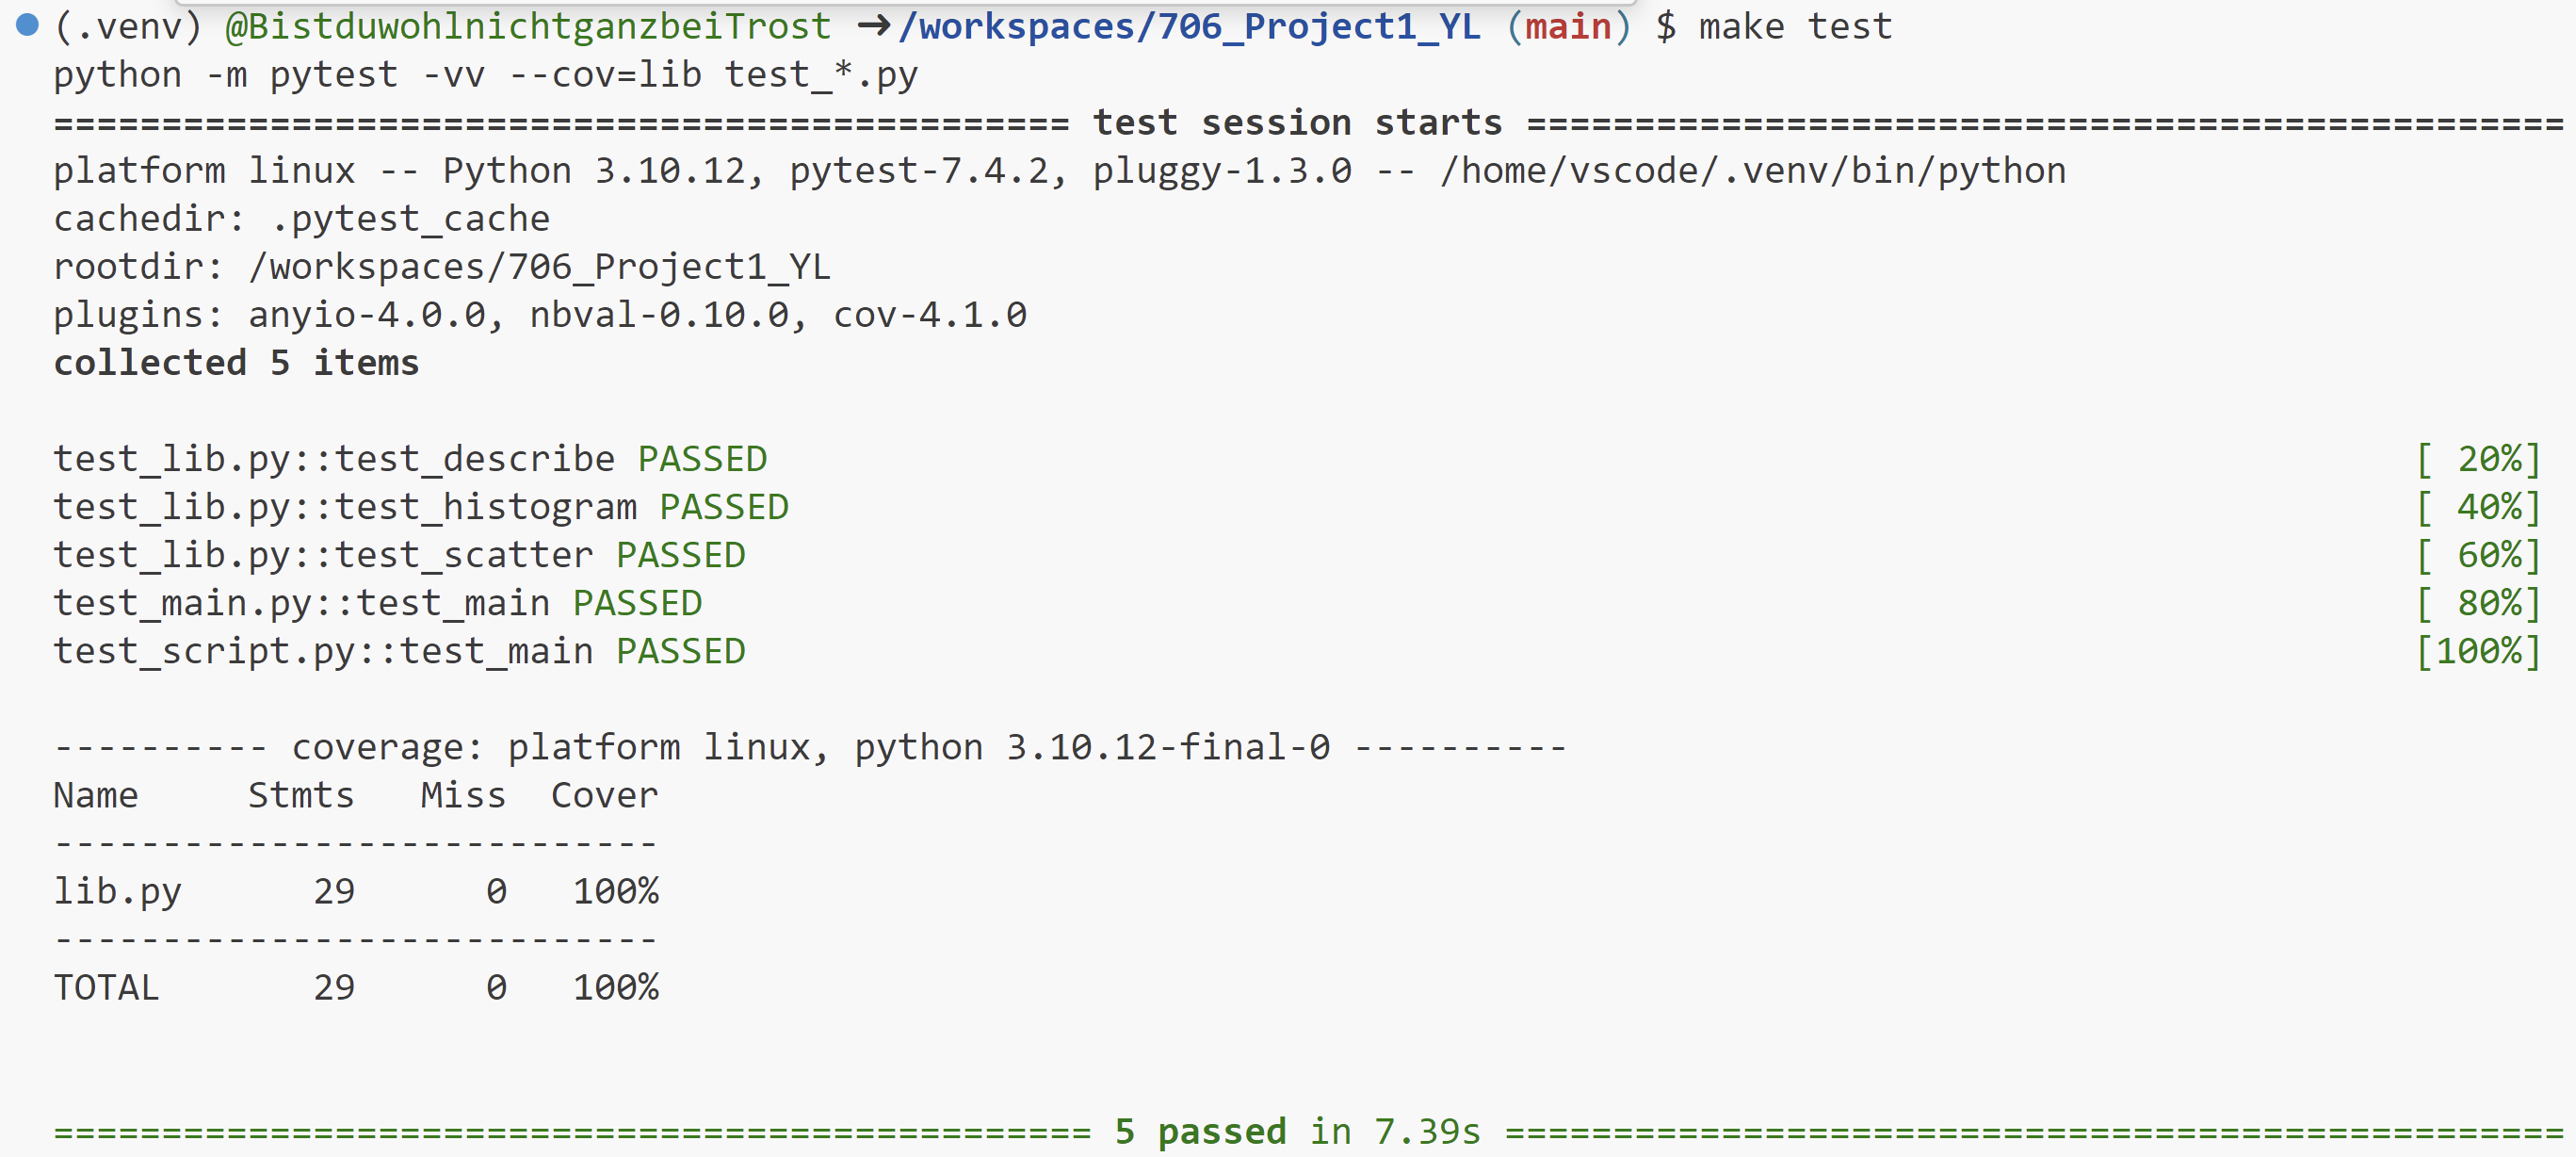 (.venv) @BistduwohlnichtganzbeiTrost ➜/workspaces/706_Project1_YL (main) $ make test
python -m pytest -vv --cov=lib test_*.py
=============================================== test session starts ================================================
platform linux -- Python 3.10.12, pytest-7.4.2, pluggy-1.3.0 -- /home/vscode/.venv/bin/python
cachedir: .pytest_cache
rootdir: /workspaces/706_Project1_YL
plugins: anyio-4.0.0, nbval-0.10.0, cov-4.1.0
collected 5 items
test_lib.py::test_describe PASSED [ 20%]
test_lib.py::test_histogram PASSED [ 40%]
test_lib.py::test_scatter PASSED [ 60%]
test_main.py::test_main PASSED [ 80%]
test_script.py::test_main PASSED [100%]
---------- coverage: platform linux, python 3.10.12-final-0 ----------
Name     Stmts   Miss  Cover
----------------------------
lib.py      29      0   100%
----------------------------
TOTAL       29      0   100%
================================================ 5 passed in 7.39s =================================================